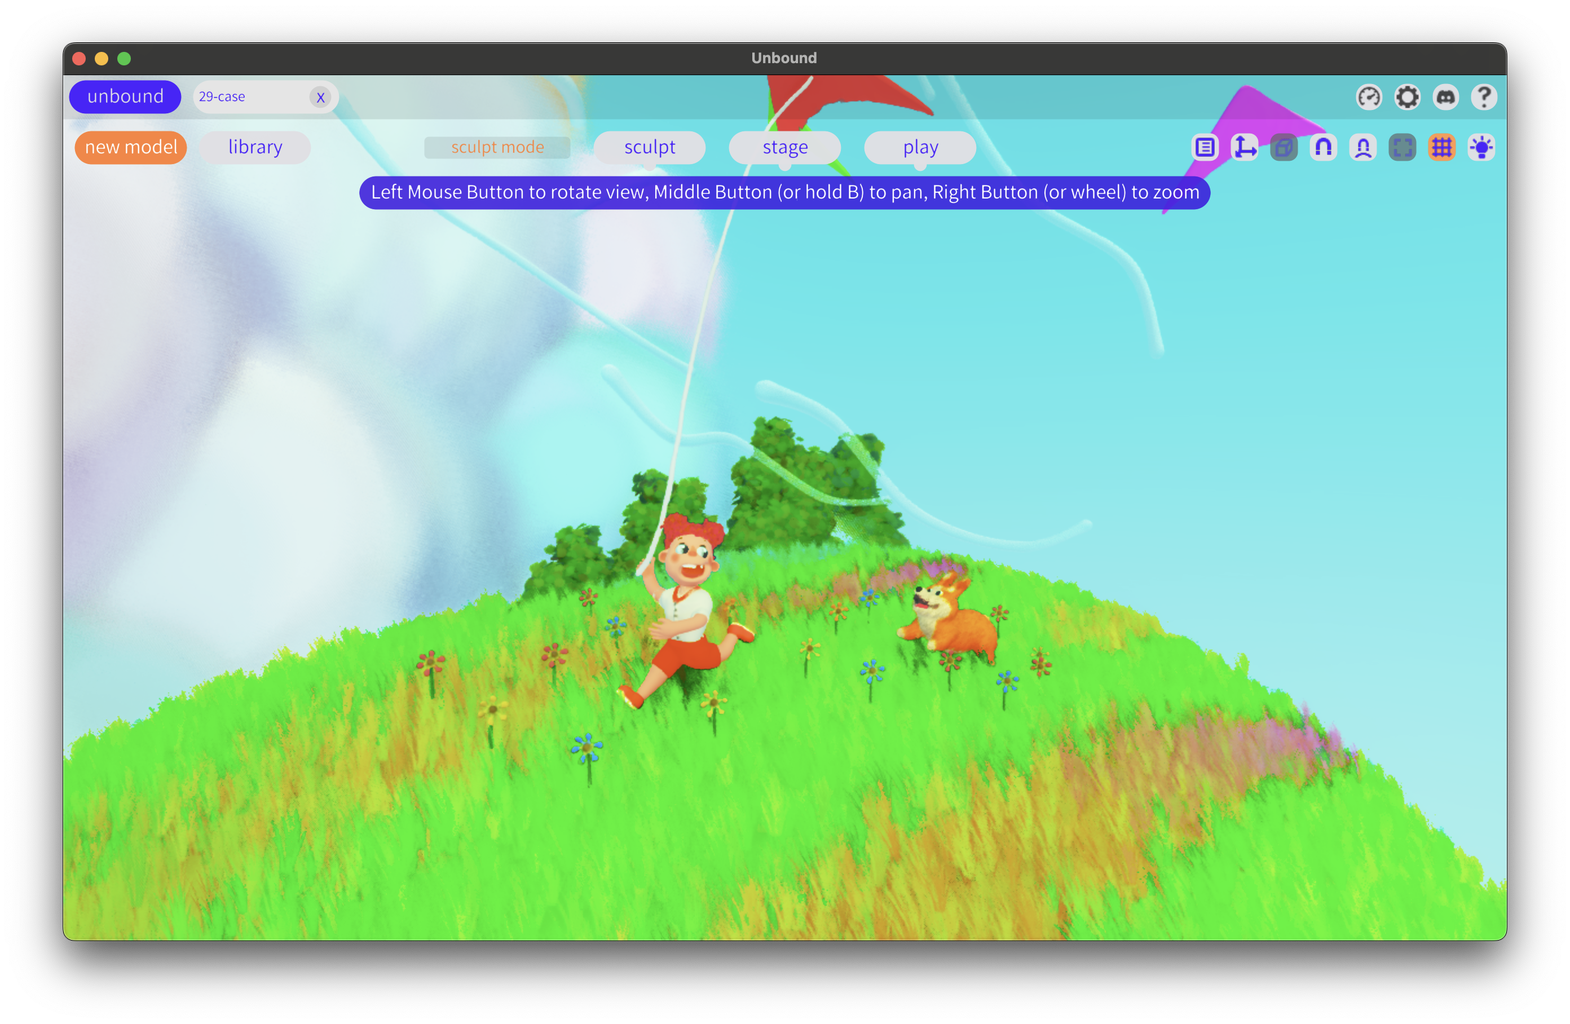 Unbound
unbound
29-case
X
new model
library
sculpt mode
sculpt
stage
play
Left Mouse Button to rotate view, Middle Button (or hold B) to pan, Right Button (or wheel) to zoom
?